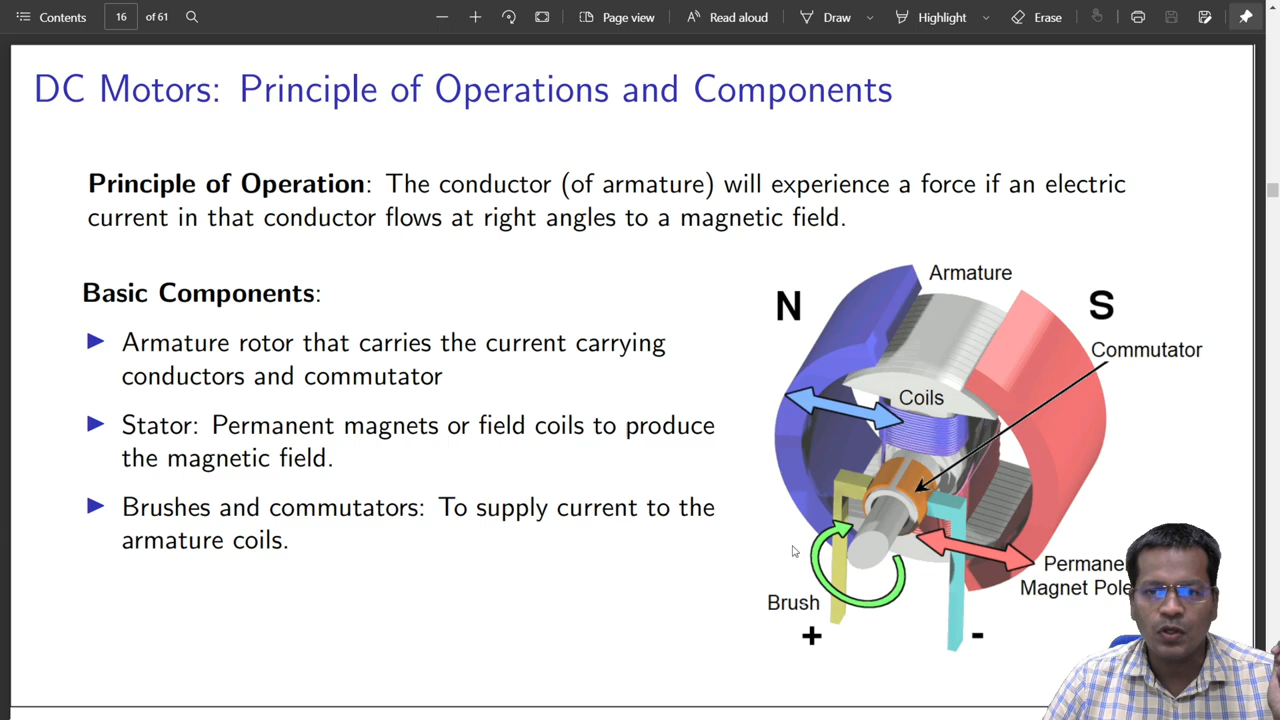 Contents 16 of 61 Page view Read aloud Draw Highlight Erase
DC Motors: Principle of Operations and Components
Principle of Operation: The conductor (of armature) will experience a force if an electric
current in that conductor flows at right angles to a magnetic field.
Basic Components:
Armature rotor that carries the current carrying
conductors and commutator
Stator: Permanent magnets or field coils to produce
the magnetic field.
Brushes and commutators: To supply current to the
armature coils.
Armature
N
S
Commutator
Coils
Magnet
Brush
+
-